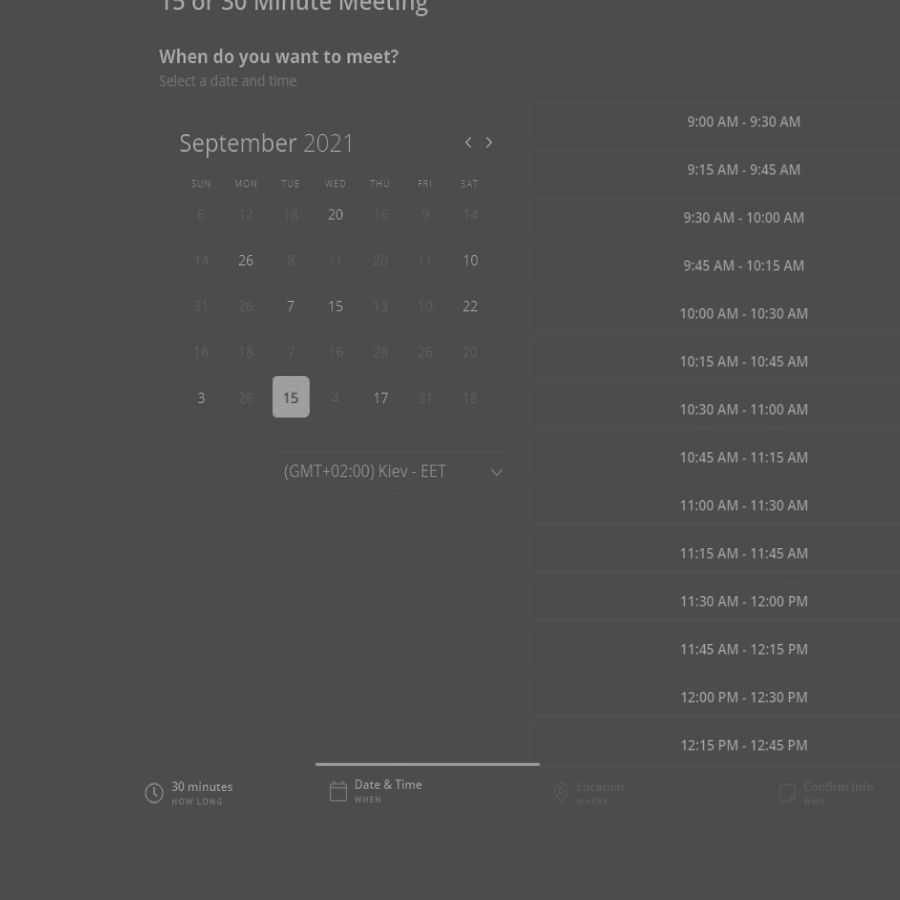 15 or 30 Minute Meeting
When do you want to meet?
Select a date and time
September 2021
SUN MON TUE WED THU FRI SAT
6 12 18 20 16 9 14
14 26 8 11 20 11 10
31 26 7 15 13 10 22
18 18 7 16 28 26 20
3 26 15 4 17 31 18
(GMT+02:00) Kiev - EET
9:00 AM - 9:30 AM
9:15 AM - 9:45 AM
9:30 AM - 10:00 AM
9:45 AM - 10:15 AM
10:00 AM - 10:30 AM
10:15 AM - 10:45 AM
10:30 AM - 11:00 AM
10:45 AM - 11:15 AM
11:00 AM - 11:30 AM
11:15 AM - 11:45 AM
11:30 AM - 12:00 PM
11:45 AM - 12:15 PM
12:00 PM - 12:30 PM
12:15 PM - 12:45 PM
30 minutes
HOW LONG
Date & Time
WHEN
Location
WHERE
Confirm Info
WHO